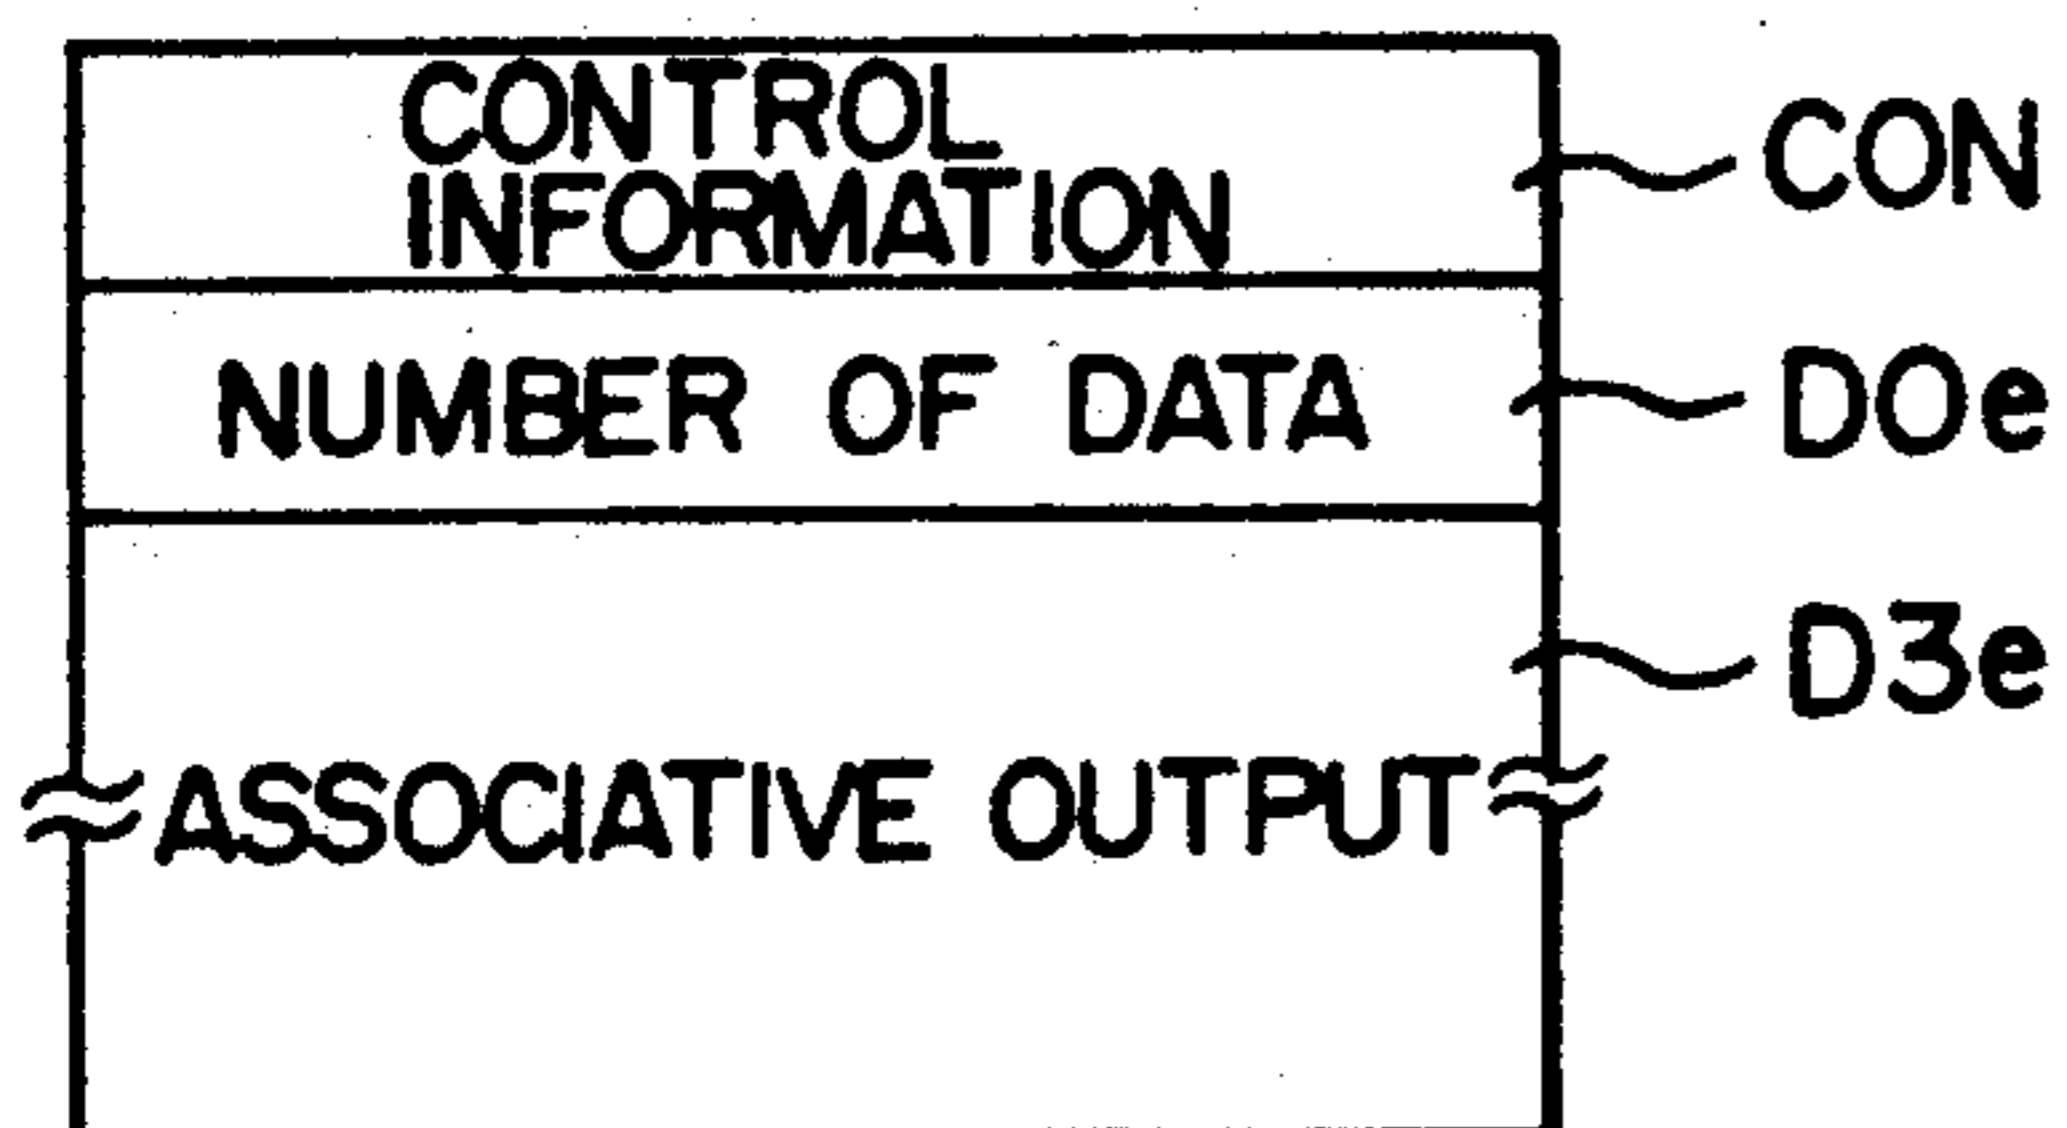 CONTROL
INFORMATION
CON
NUMBER OF DATA
D0e
D3e
ASSOCIATIVE OUTPUT